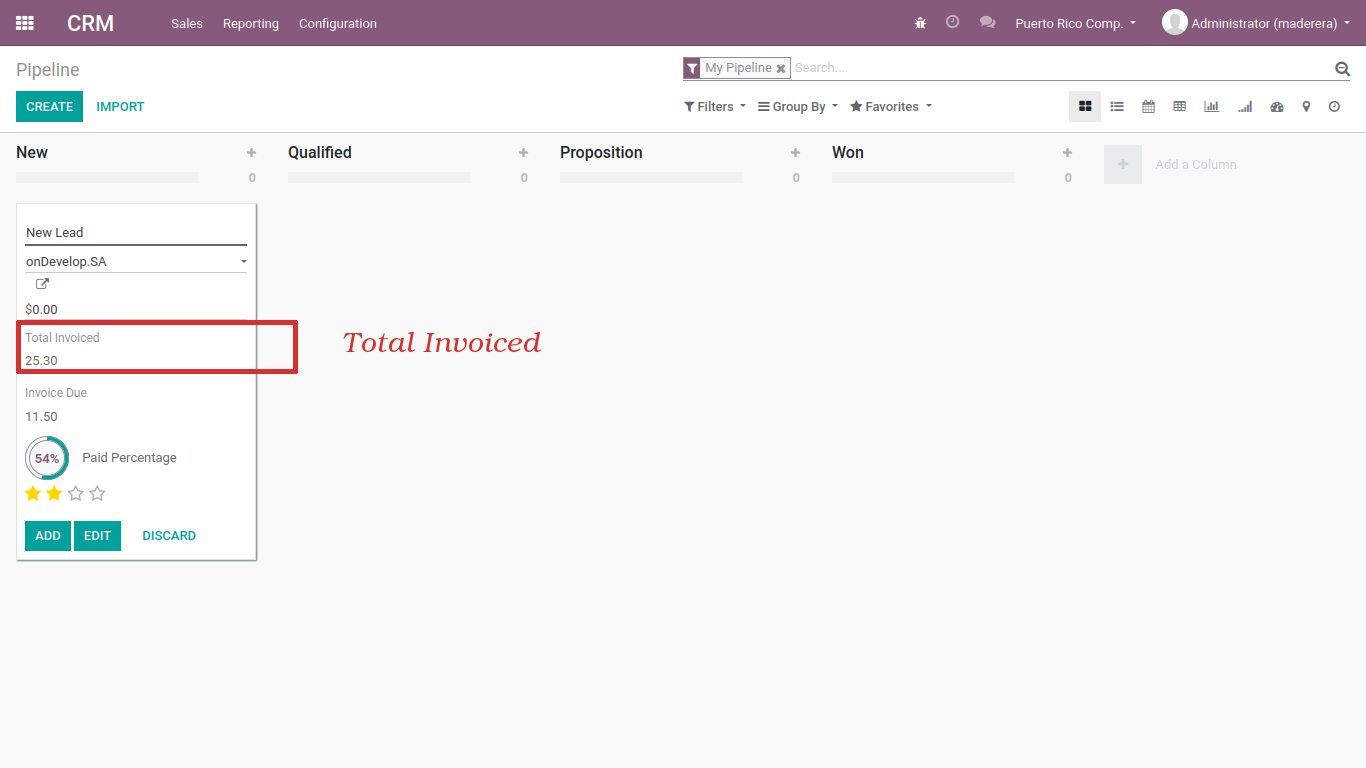 CRM
Sales Reporting Configuration
Puerto Rico Comp.
Administrator (maderera)
Pipeline
My Pipeline
Search...
CREATE IMPORT
Filters Group By Favorites
New
0
Qualified
0
Proposition
0
Won
0
Add a Column
New Lead
onDevelop.SA
$0.00
Total Invoiced
25.30
Total Invoiced
Invoice Due
11.50
54% Paid Percentage
ADD EDIT DISCARD